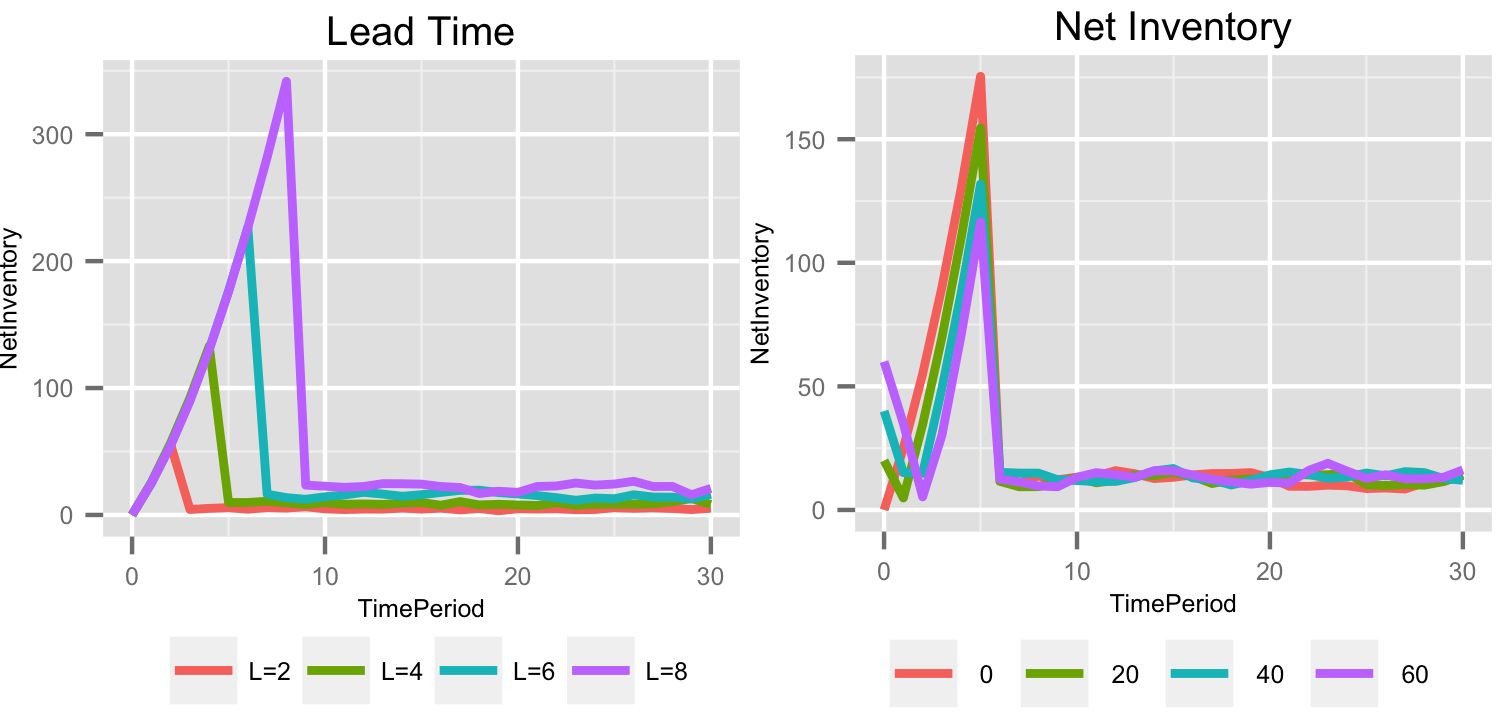 Lead Time
NetInventory
300
200
100
0
0 10 20 30
TimePeriod
L=2 L=4 L=6 L=8
Net Inventory
NetInventory
150
100
50
0
0 10 20 30
TimePeriod
0 20 40 60